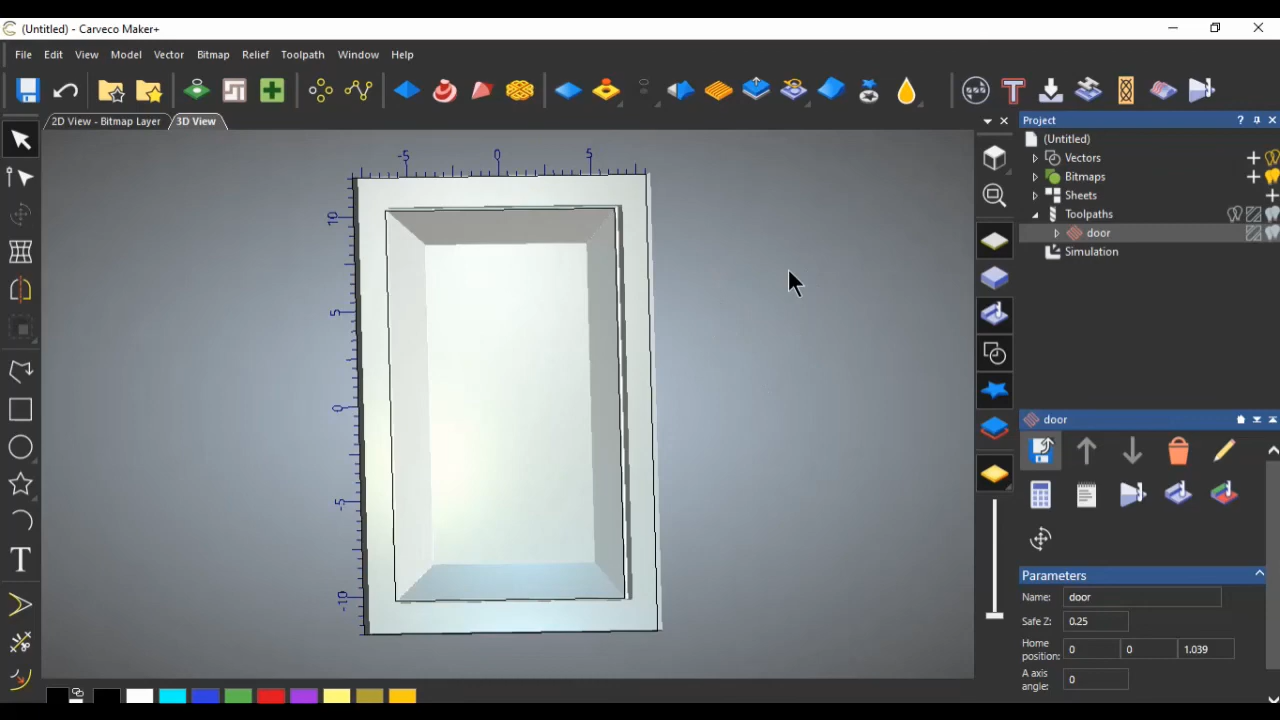 (Untitled) - Carveco Maker+
File Edit View Model Vector Bitmap Relief Toolpath Window Help
2D View - Bitmap Layer 3D View
-5 0 5
10
5
0
-5
-10
Project
(Untitled)
Vectors
Bitmaps
Sheets
Toolpaths
door
Simulation
door
Parameters
Name: door
Safe Z: 0.25
Home position: 0 0 1.039
A axis angle: 0